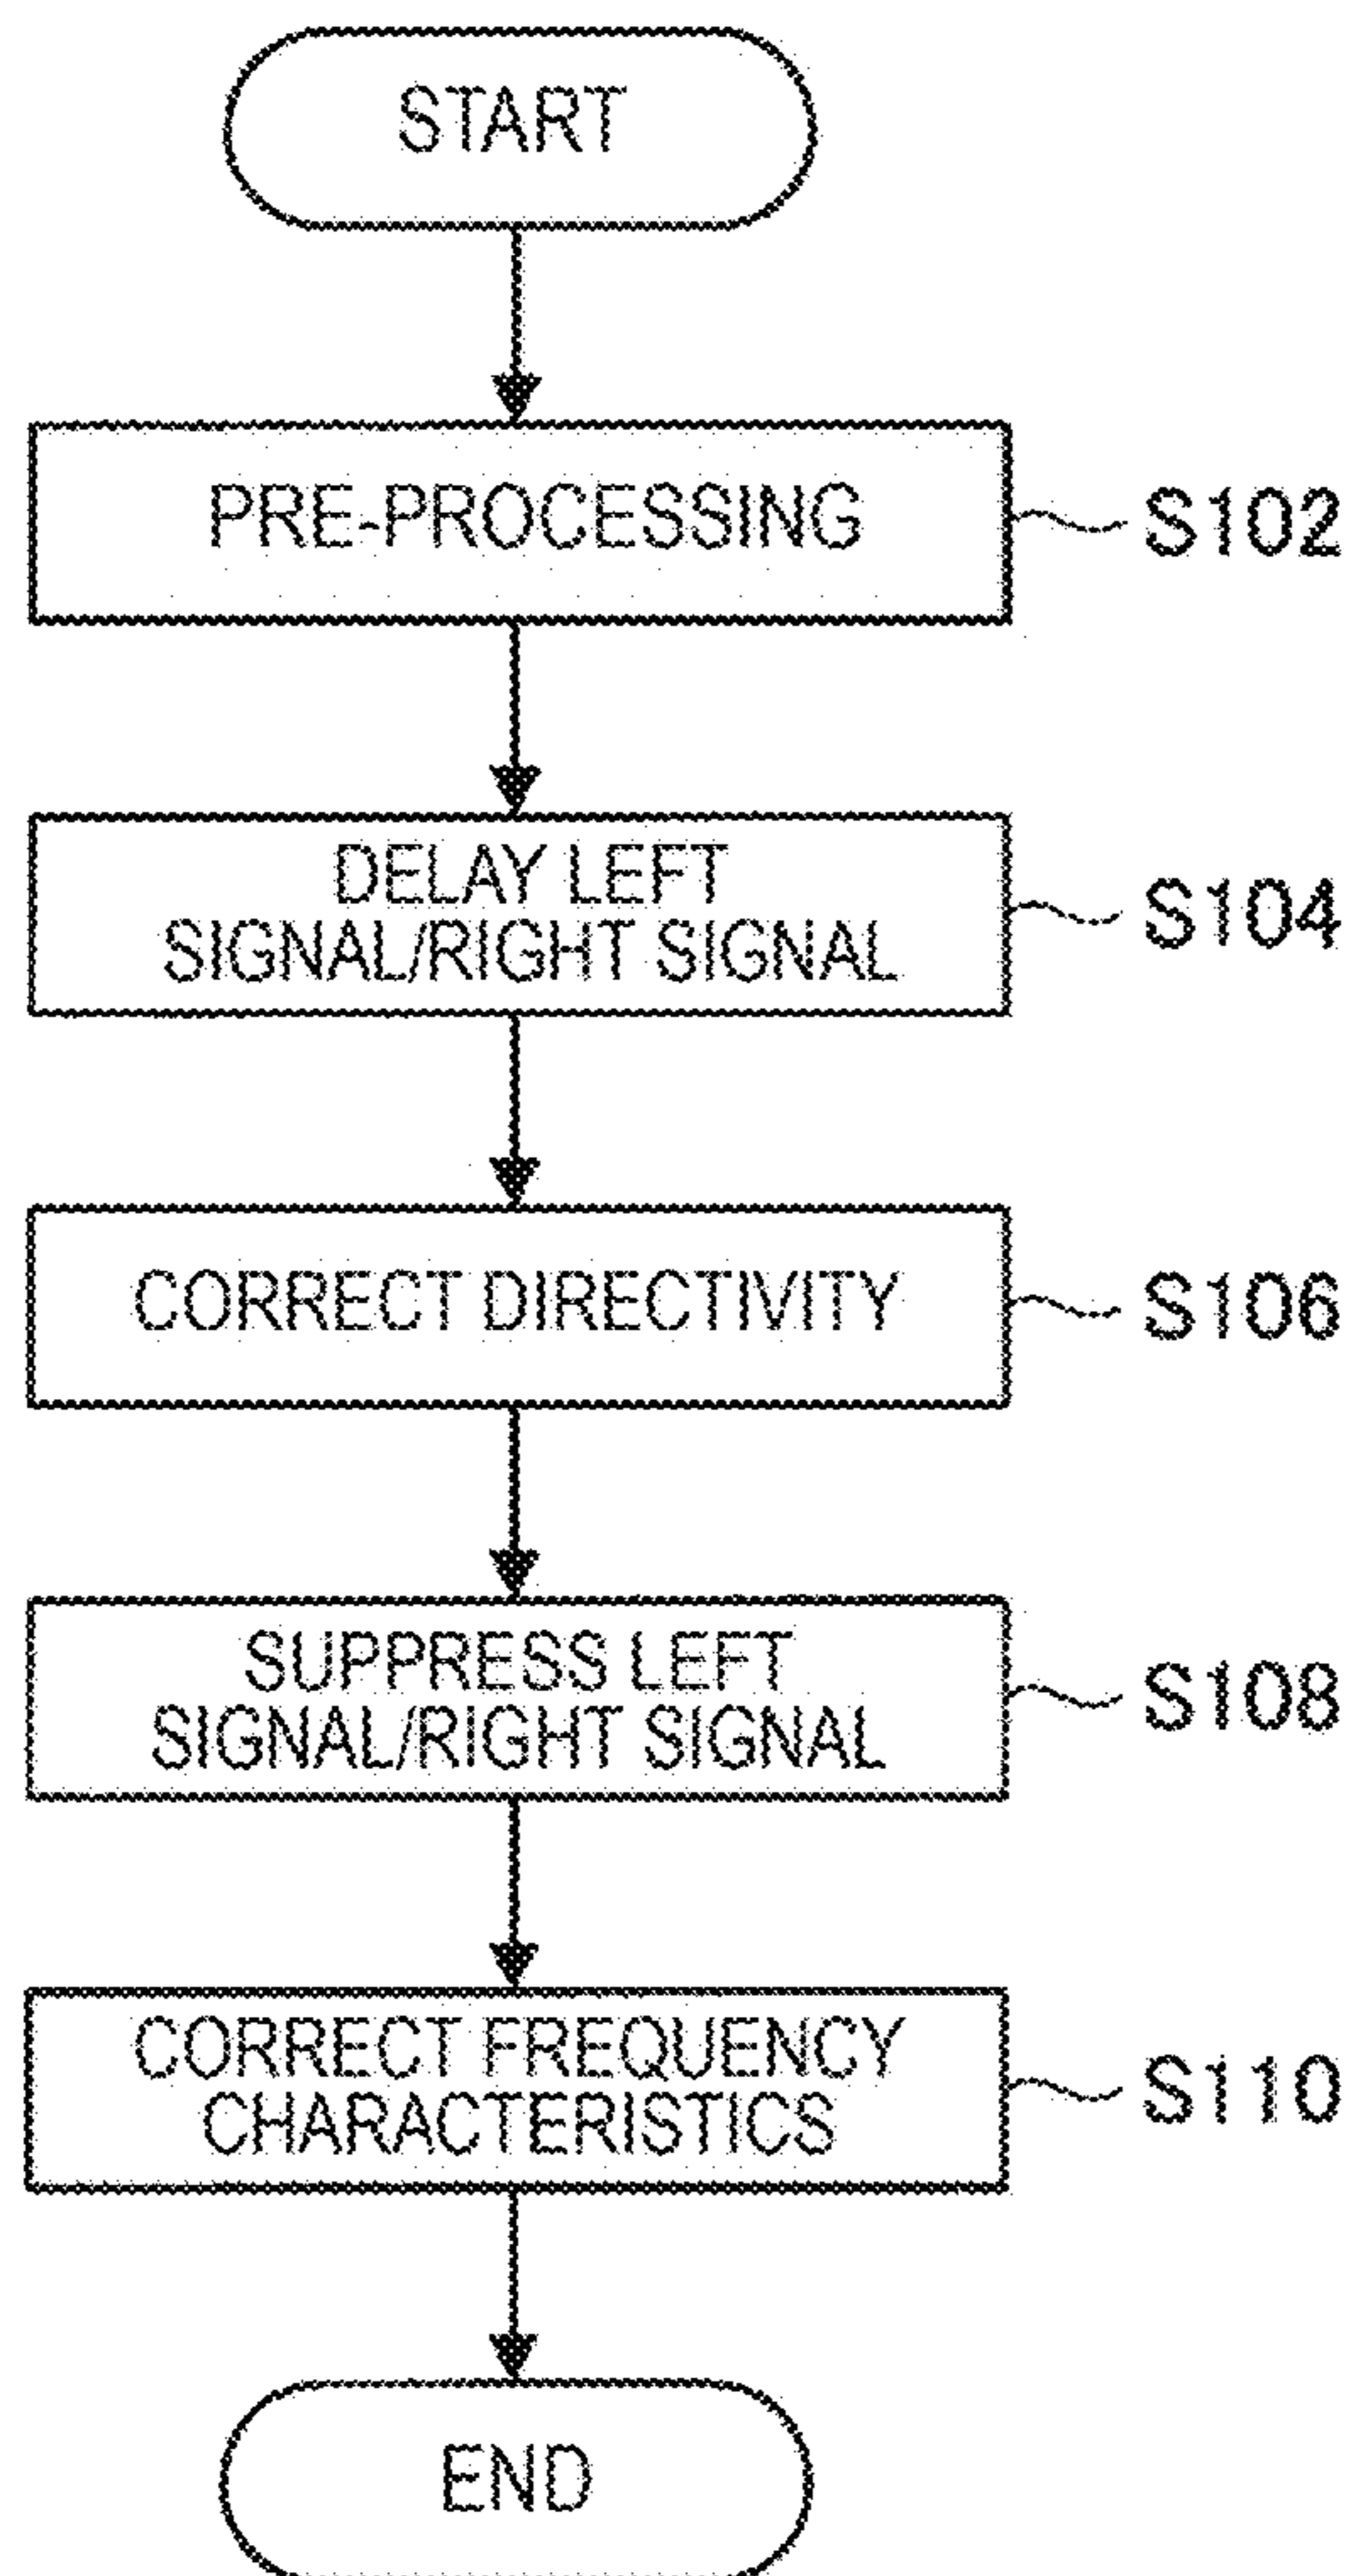 START
PRE-PROCESSING
S102
DELAY LEFT
SIGNAL/RIGHT SIGNAL
S104
CORRECT DIRECTIVITY
S106
SUPPRESS LEFT
SIGNAL/RIGHT SIGNAL
S108
CORRECT FREQUENCY
CHARACTERISTICS
S110
END